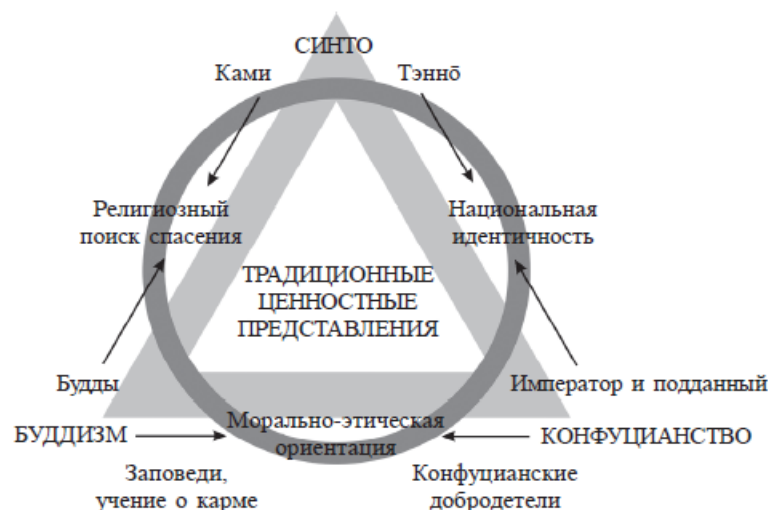 СИНТО
Ками
Тэннō
Религиозный
поиск спасения
Национальная
идентичность
ТРАДИЦИОННЫЕ
ЦЕННОСТНЫЕ
ПРЕДСТАВЛЕНИЯ
Будды
Император и подданный
БУДДИЗМ
Морально-этическая
ориентация
КОНФУЦИАНСТВО
Заповеди,
учение о карме
Конфуцианские
добродетели